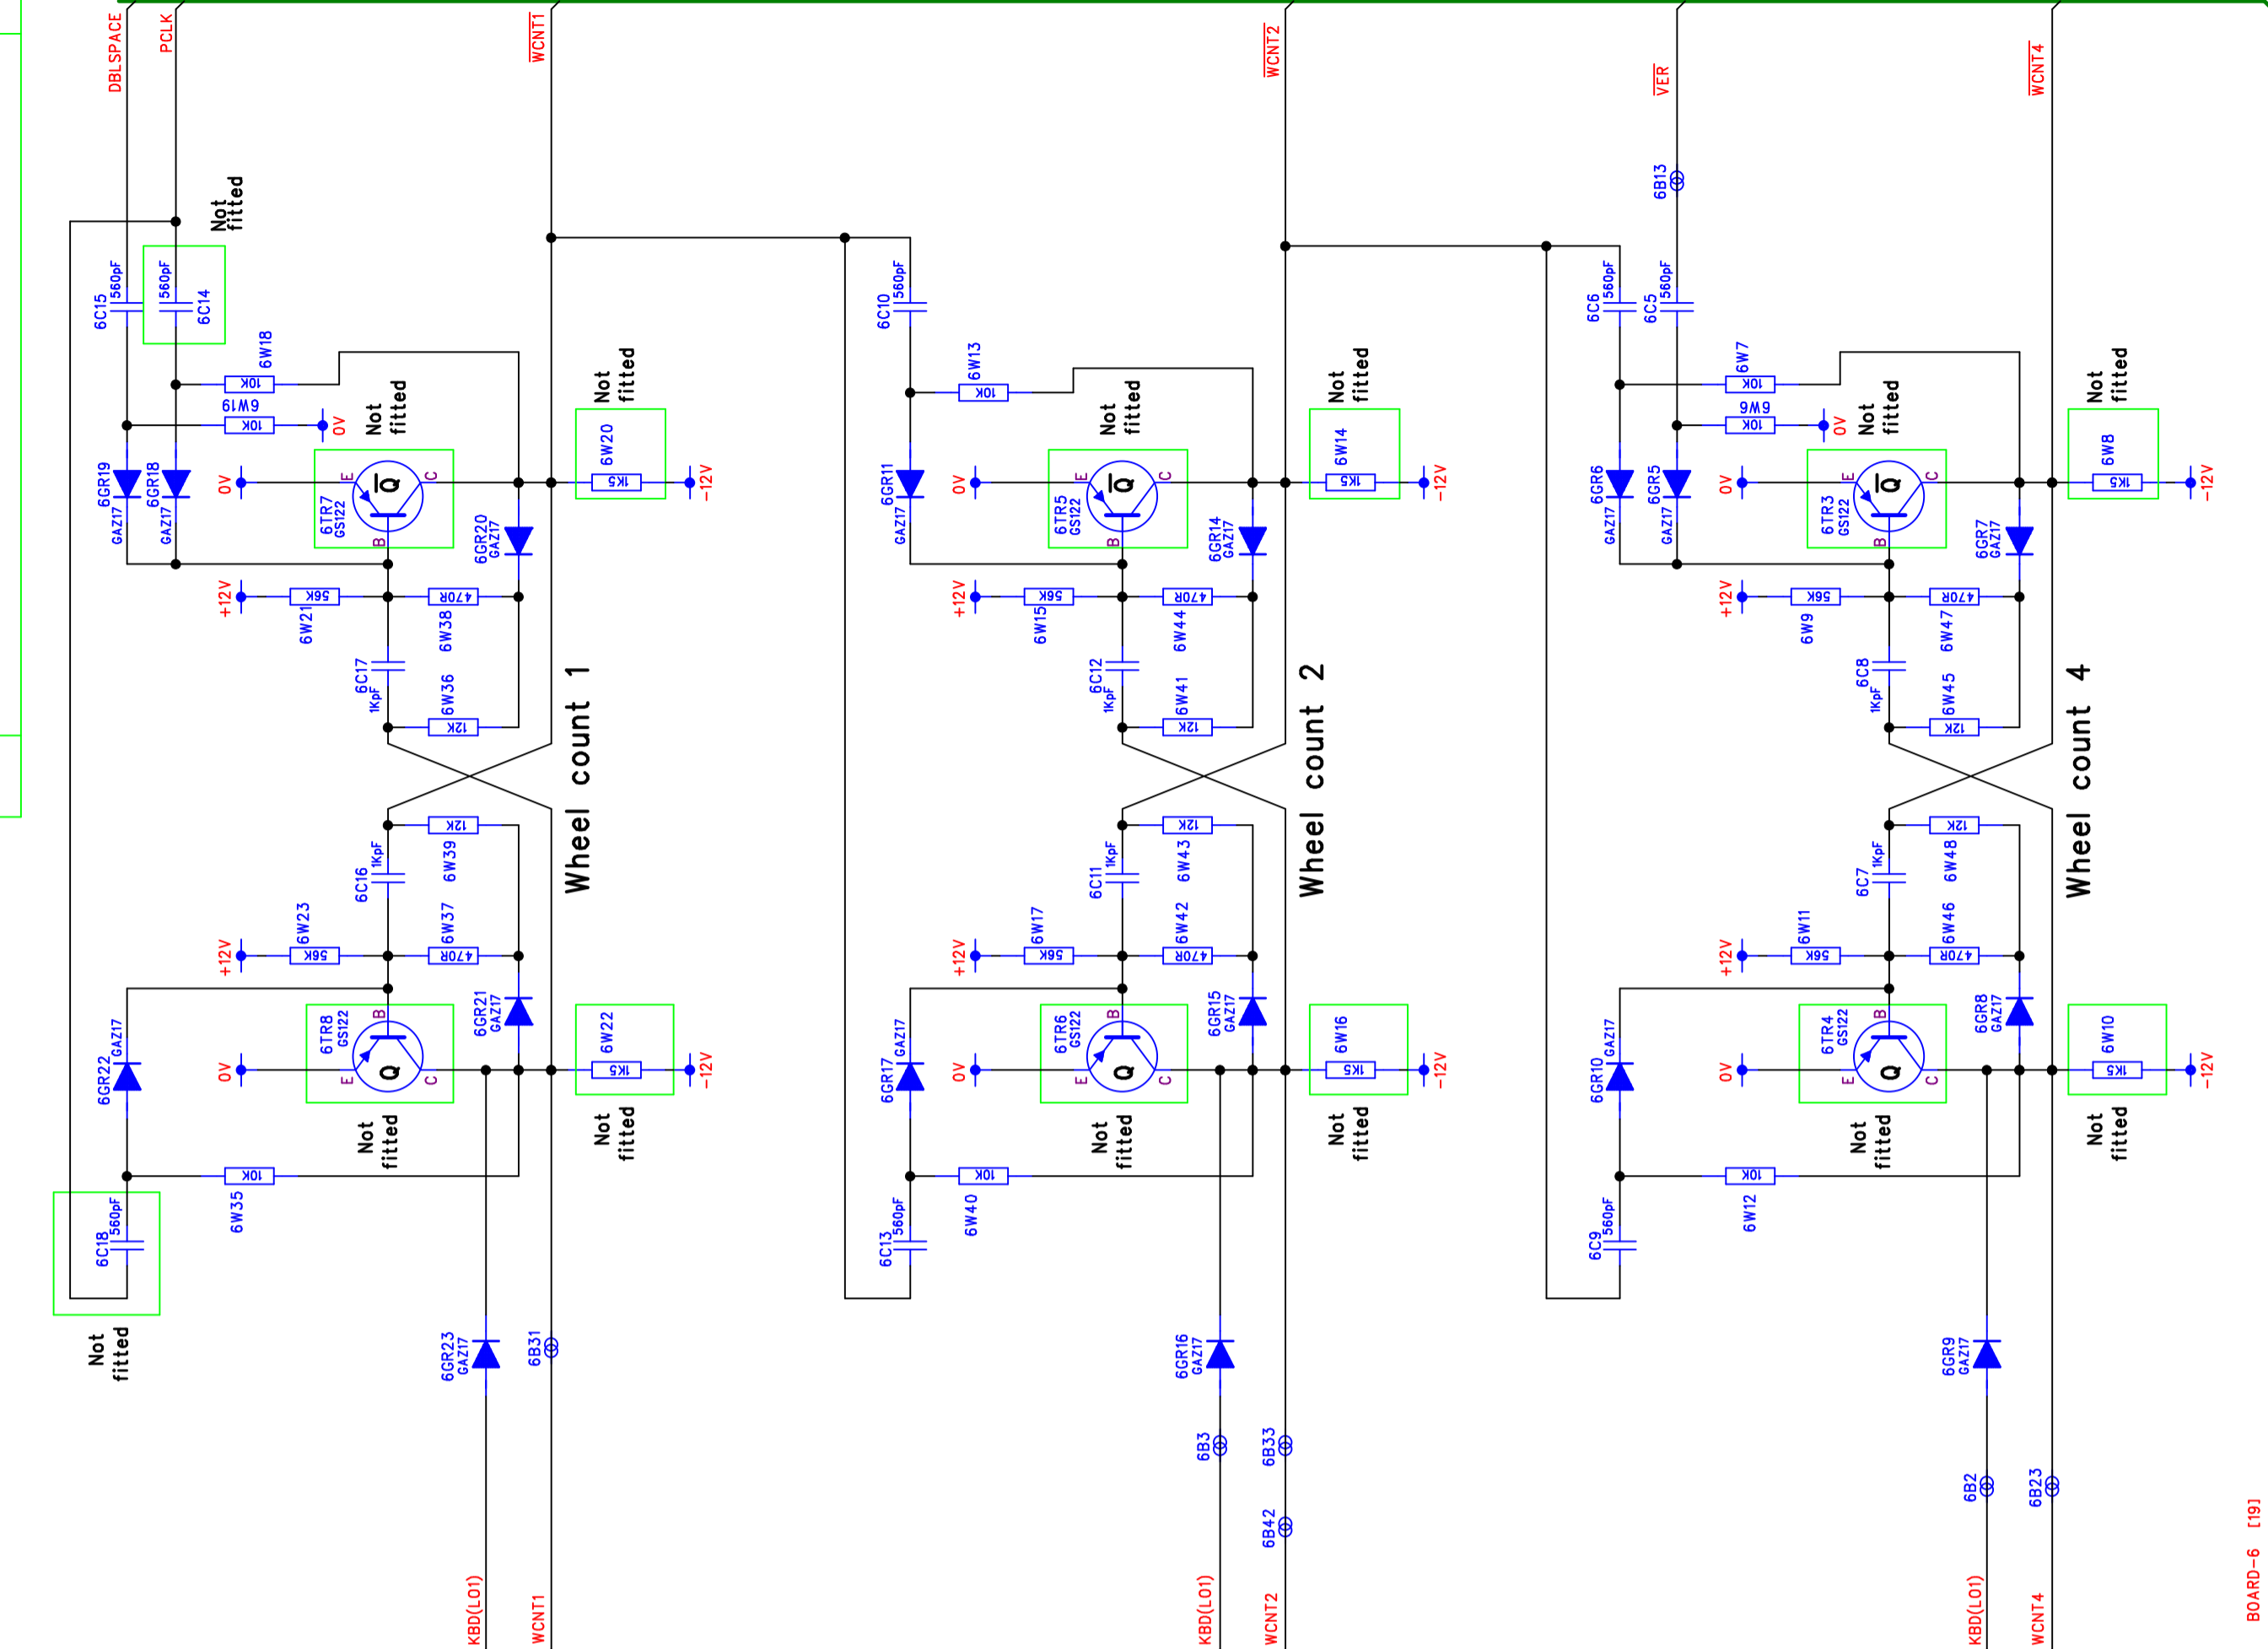 DBLSPACE
PCLK
WCNT1
WCNT2
VER
WCNT4
Not
fitted
6B13
6C15
560pF
560pF
6C14
6W18
10K
6W19
10K
0V
6C10
560pF
6W13
10K
6C6
560pF
6C5
560pF
6W7
10K
6W6
10K
0V
Not
fitted
Not
fitted
Not
fitted
Not
fitted
Not
fitted
Not
fitted
6GR19
GAZ17
6GR18
GAZ17
0V
E
6TR7
GS122
Q
C
B
6GR20
GAZ17
6W20
1K5
-12V
6GR11
GAZ17
0V
E
6TR5
GS122
Q
C
B
6GR14
GAZ17
6W14
1K5
-12V
6GR6
GAZ17
6GR5
GAZ17
0V
E
6TR3
GS122
Q
C
B
6GR7
GAZ17
6W8
1K5
-12V
+12V
56K
6W21
470R
6W38
6C17
1KpF
6W36
12K
+12V
56K
6W15
470R
6W44
6C12
1KpF
6W41
12K
+12V
56K
6W9
470R
6W47
6C8
1KpF
6W45
12K
Wheel count 1
Wheel count 2
Wheel count 4
12K
6W39
6C16
1KpF
6W23
56K
+12V
470R
6W37
12K
6W43
6C11
1KpF
6W17
56K
+12V
470R
6W42
12K
6W48
6C7
1KpF
6W11
56K
+12V
470R
6W46
6GR22
GAZ17
0V
E
6TR8
GS122
Q
C
B
6GR21
GAZ17
6W22
1K5
-12V
6GR17
GAZ17
0V
E
6TR6
GS122
Q
C
B
6GR15
GAZ17
6W16
1K5
-12V
6GR10
GAZ17
0V
E
6TR4
GS122
Q
C
B
6GR8
GAZ17
6W10
1K5
-12V
Not
fitted
Not
fitted
Not
fitted
Not
fitted
Not
fitted
Not
fitted
6C18
560pF
10K
6W35
6C13
560pF
10K
6W40
6C9
560pF
10K
6W12
Not
fitted
6GR23
GAZ17
6B31
6GR16
GAZ17
6B3
6B33
6B42
6GR9
GAZ17
6B2
6B23
KBD(L01)
WCNT1
KBD(L01)
WCNT2
KBD(L01)
WCNT4
BOARD-6 [19]